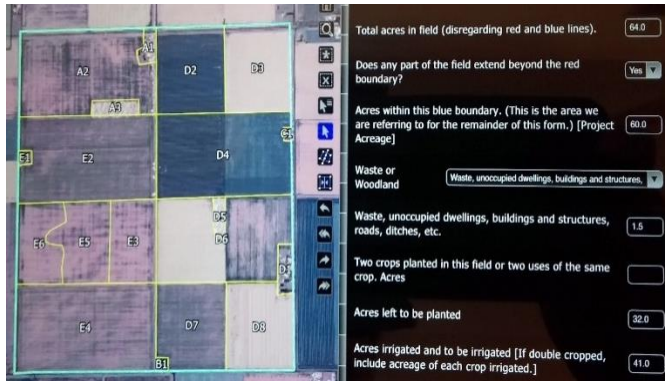 A1
A2
D2
D3
A3
C1
E1
E2
D4
D5
E6
E5
E3
D6
E4
D7
D8
B1
Total acres in field (disregarding red and blue lines).
64.0
Does any part of the field extend beyond the red
boundary?
Yes
Acres within this blue boundary. (This is the area we
are referring to for the remainder of this form.) [Project
Acreage]
60.0
Waste or
Woodland
Waste, unoccupied dwellings, buildings and structures,
Waste, unoccupied dwellings, buildings and structures,
roads, ditches, etc.
1.5
Two crops planted in this field or two uses of the same
crop. Acres
Acres left to be planted
32.0
Acres irrigated and to be irrigated [If double cropped,
include acreage of each crop irrigated.]
41.0